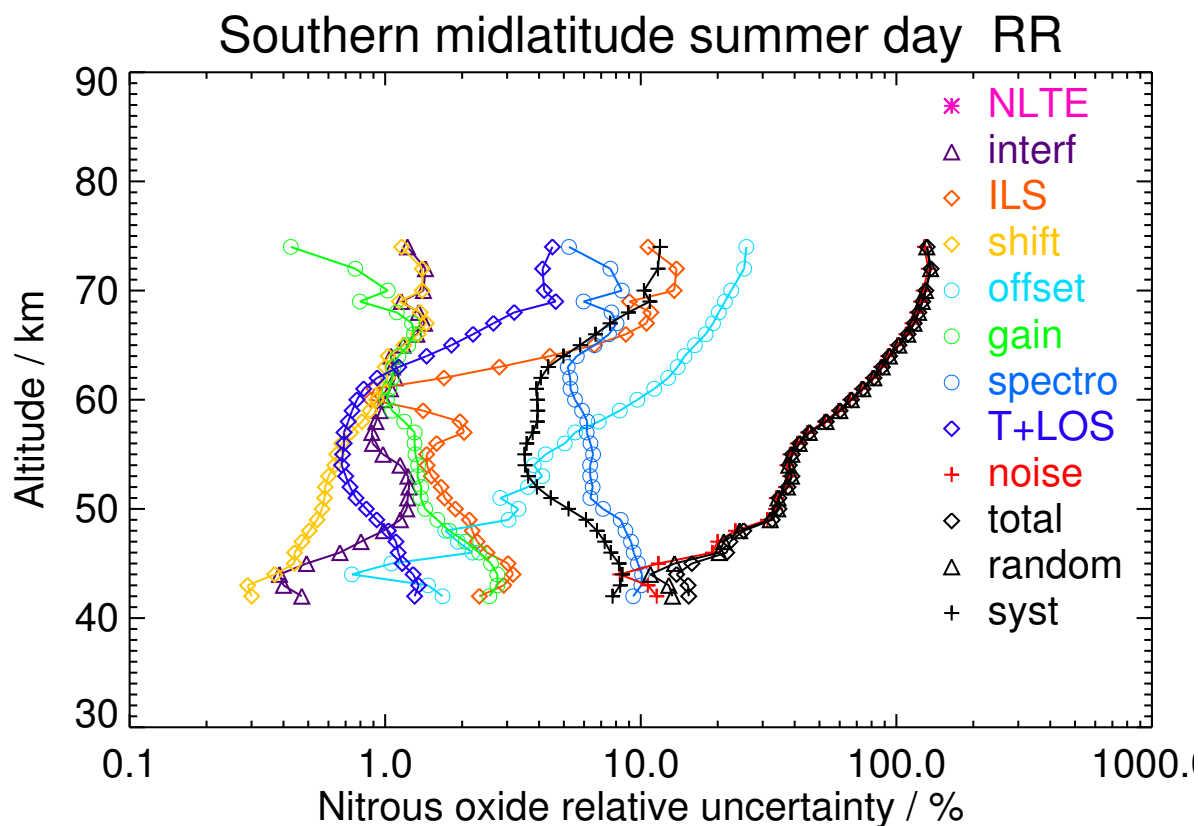 Southern midlatitude summer day RR
90
80
70
60
50
40
30
Altitude / km
NLTE
interf
ILS
shift
offset
gain
spectro
T+LOS
noise
total
random
syst
0.1 1.0 10.0 100.0 1000.0
Nitrous oxide relative uncertainty / %